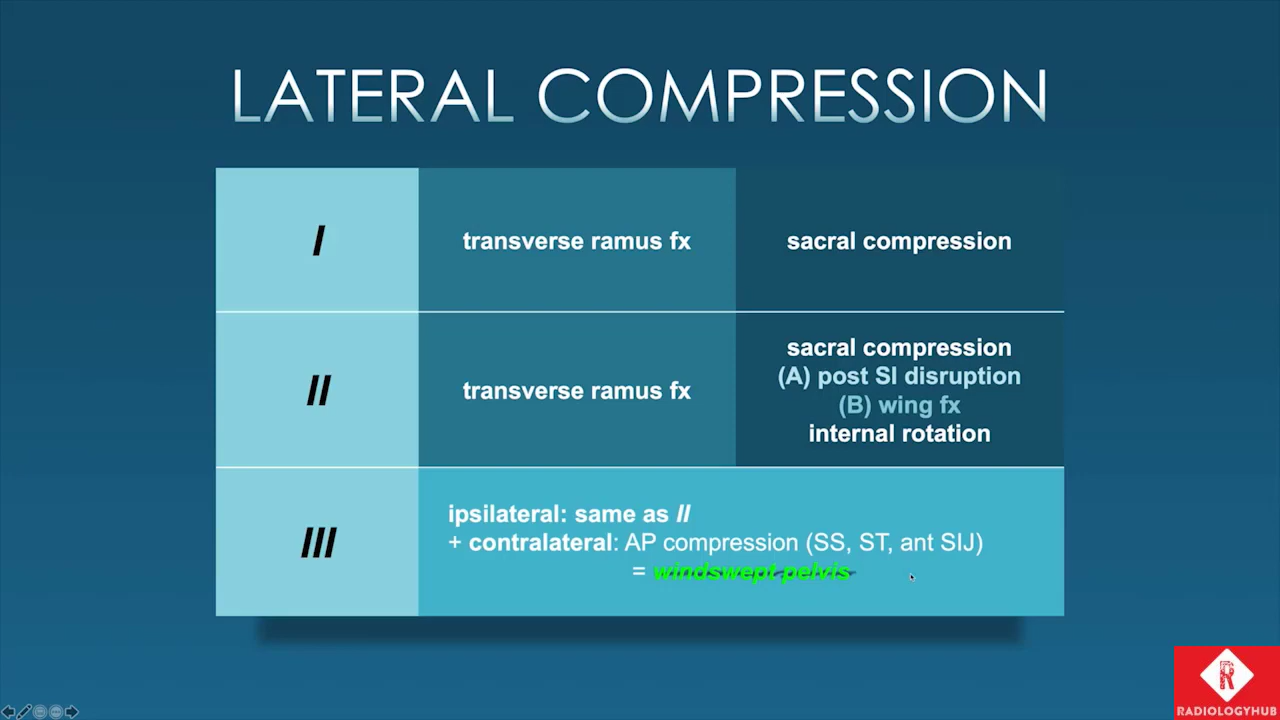 LATERAL COMPRESSION
I
transverse ramus fx
sacral compression
II
transverse ramus fx
sacral compression
(A) post SI disruption
(B) wing fx
internal rotation
III
ipsilateral: same as II
+ contralateral: AP compression (SS, ST, ant SIJ)
= windswept pelvis
R
RADIOLOGYHUB